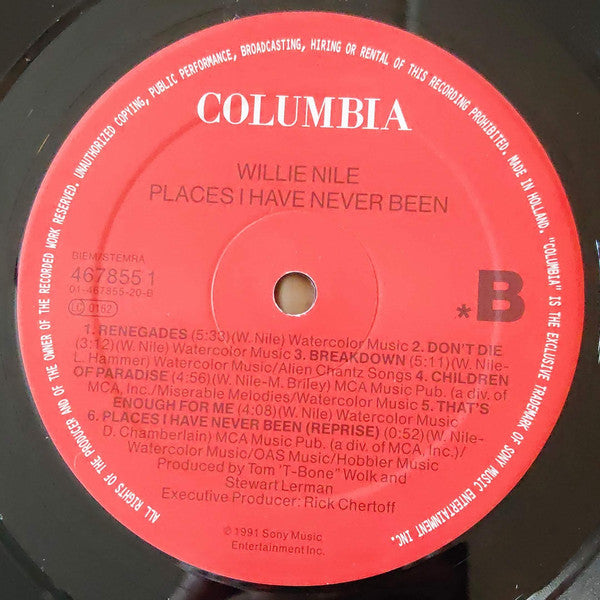 UNAUTHORIZED COPYING, PUBLIC PERFORMANCE, BROADCASTING, HIRING OR RENTAL OF THIS RECORDING PROHIBITED. MADE IN HOLLAND. "COLUMBIA" IS THE EXCLUSIVE TRADEMARK OF SONY MUSIC ENTERTAINMENT INC.
ALL RIGHTS OF THE PRODUCER AND OF THE OWNER OF THE RECORDED WORK RESERVED.
COLUMBIA
WILLIE NILE
PLACES I HAVE NEVER BEEN
BIEM/STEMRA
467855 1
01-467855-20-B
LC 0162
*B
1. RENEGADES (5:33)(W. Nile) Watercolor Music 2. DON'T DIE
(3:12)(W. Nile) Watercolor Music 3. BREAKDOWN (5:11)(W. Nile-
L. Hammer) Watercolor Music/Alien Chantz Songs 4. CHILDREN
OF PARADISE (4:56)(W. Nile-M. Briley) MCA Music Pub. (a div. of
MCA, Inc./Miserable Melodies/Watercolor Music 5. THAT'S
ENOUGH FOR ME (4:08)(W. Nile) Watercolor Music
6. PLACES I HAVE NEVER BEEN (REPRISE) (0:52)(W. Nile-
D. Chamberlain) MCA Music Pub. (a div. of MCA, Inc.)/
Watercolor Music/OAS Music/Hobbler Music
Produced by Tom "T-Bone" Wolk and
Stewart Lerman
Executive Producer: Rick Chertoff
℗1991 Sony Music
Entertainment Inc.